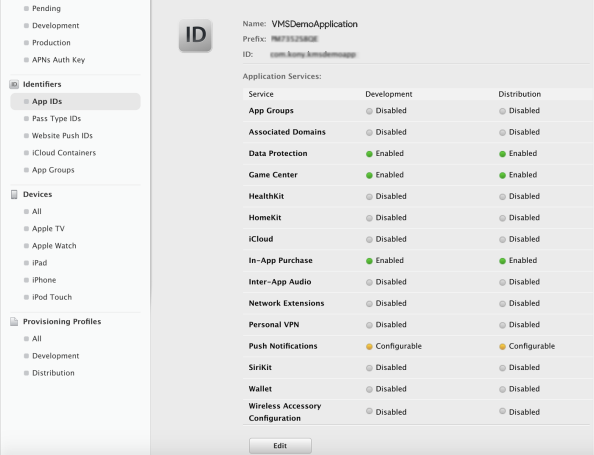 Pending
Development
Production
APNs Auth Key
ID Identifiers
App IDs
Pass Type IDs
Website Push IDs
iCloud Containers
App Groups
Devices
All
Apple TV
Apple Watch
iPad
iPhone
iPod Touch
Provisioning Profiles
All
Development
Distribution
ID
Name: VMSDemoApplication
Prefix:
ID: com.kony.kmsdemoapp
Application Services:
Service Development Distribution
App Groups Disabled Disabled
Associated Domains Disabled Disabled
Data Protection Enabled Enabled
Game Center Enabled Enabled
HealthKit Disabled Disabled
HomeKit Disabled Disabled
iCloud Disabled Disabled
In-App Purchase Enabled Enabled
Inter-App Audio Disabled Disabled
Network Extensions Disabled Disabled
Personal VPN Disabled Disabled
Push Notifications Configurable Configurable
SiriKit Disabled Disabled
Wallet Disabled Disabled
Wireless Accessory
Configuration Disabled Disabled
Edit